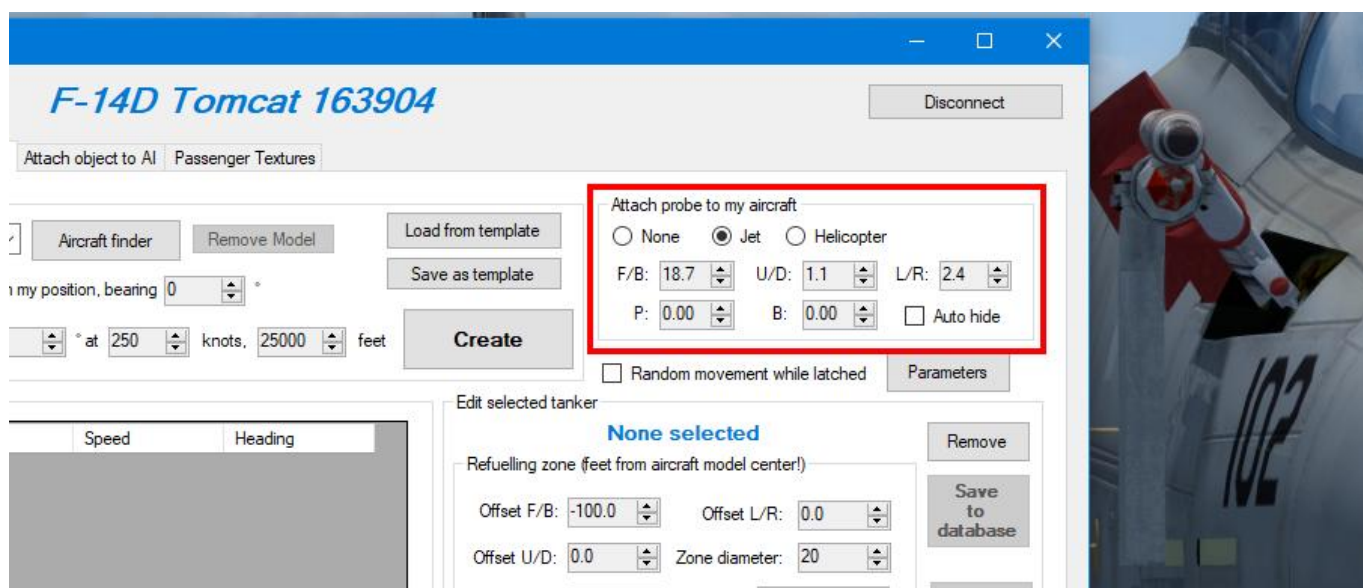 F-14D Tomcat 163904
Disconnect
Attach object to AI Passenger Textures
Attach probe to my aircraft
None Jet Helicopter
F/B: 18.7 U/D: 1.1 L/R: 2.4
P: 0.00 B: 0.00 Auto hide
Aircraft finder Remove Model Load from template
Save as template
my position, bearing 0 °
° at 250 knots, 25000 feet Create
Random movement while latched Parameters
Edit selected tanker
None selected
Remove
Speed Heading
Refuelling zone (feet from aircraft model center!)
Offset F/B: -100.0 Offset L/R: 0.0
Save
to
database
Offset U/D: 0.0 Zone diameter: 20
102